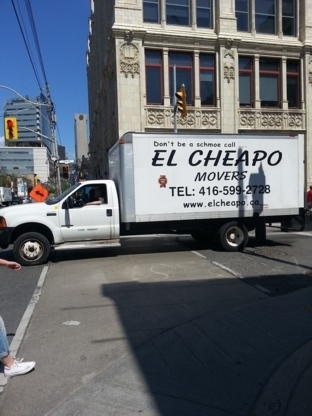 Don't be a schmoe call
EL CHEAPO
MOVERS
TEL: 416-599-2728
www.elcheapo.ca